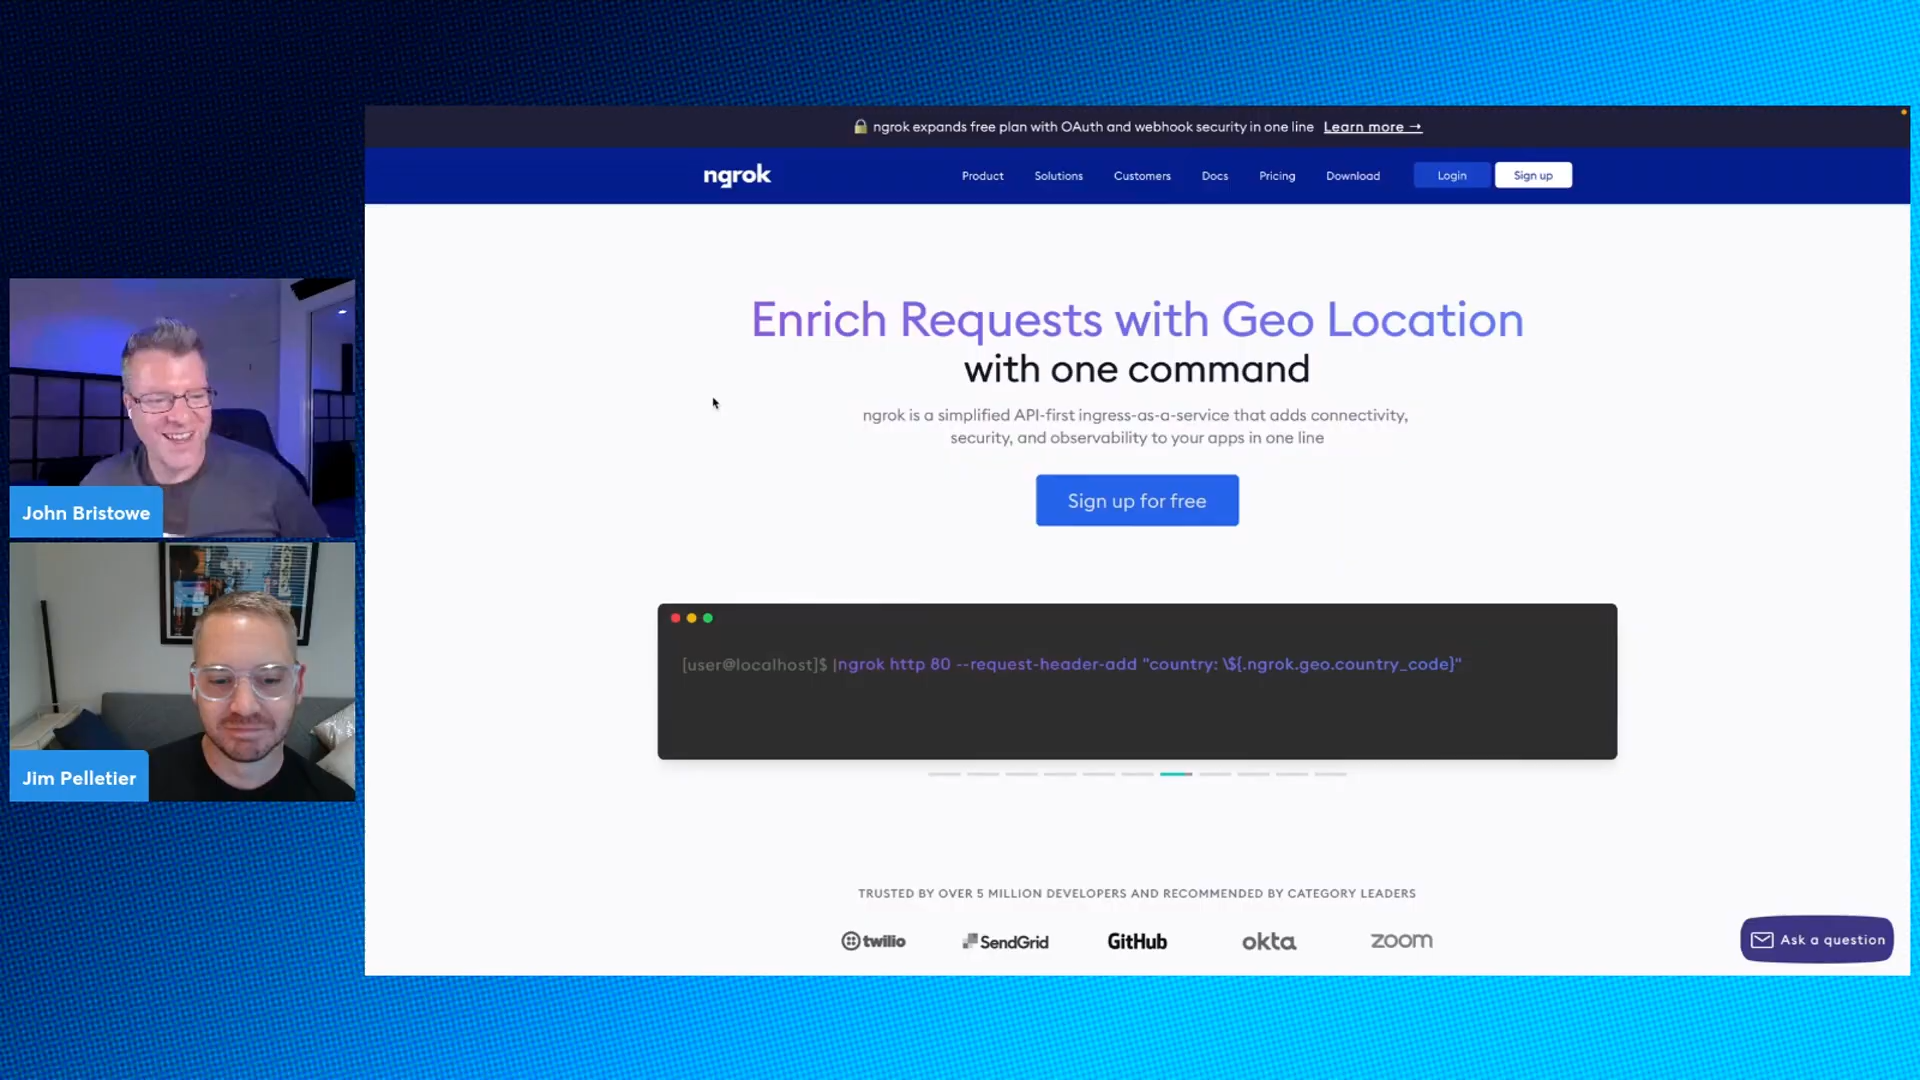 ngrok expands free plan with OAuth and webhook security in one line Learn more →
ngrok
Product Solutions Customers Docs Pricing Download Login Sign up
Enrich Requests with Geo Location
with one command
ngrok is a simplified API-first ingress-as-a-service that adds connectivity,
security, and observability to your apps in one line
Sign up for free
[user@localhost]$ |ngrok http 80 --request-header-add "country: \${.ngrok.geo.country_code}"
TRUSTED BY OVER 5 MILLION DEVELOPERS AND RECOMMENDED BY CATEGORY LEADERS
twilio SendGrid GitHub okta zoom
Ask a question
John Bristowe
Jim Pelletier